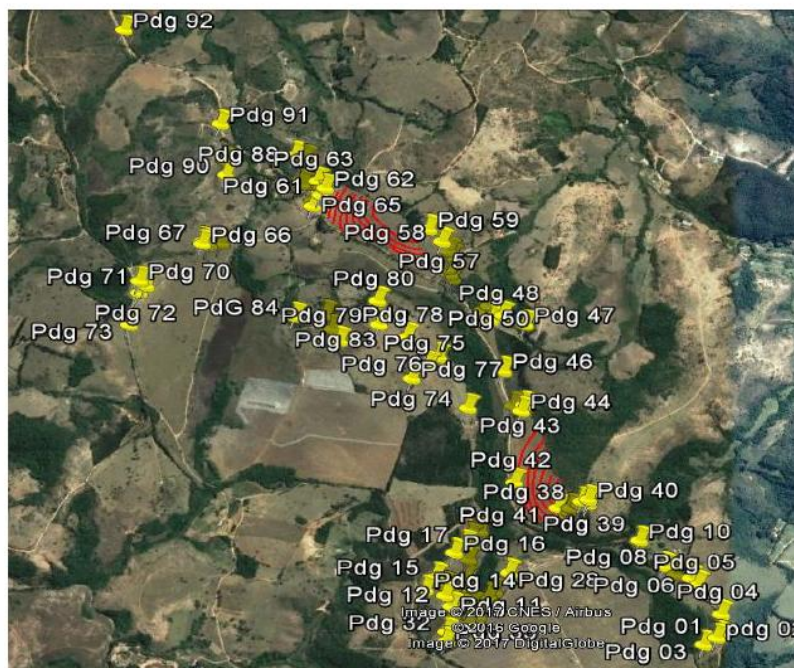 Pdg 92
Pdg 91
Pdg 88
Pdg 63
Pdg 90
Pdg 61
Pdg 62
Pdg 65
Pdg 67
Pdg 66
Pdg 58
Pdg 59
Pdg 57
Pdg 71
Pdg 70
Pdg 80
Pdg 48
PdG 84
Pdg 79
Pdg 78
Pdg 50
Pdg 47
Pdg 72
Pdg 73
Pdg 83
Pdg 75
Pdg 76
Pdg 77
Pdg 46
Pdg 74
Pdg 44
Pdg 43
Pdg 42
Pdg 38
Pdg 40
Pdg 41
Pdg 39
Pdg 17
Pdg 16
Pdg 10
Pdg 08
Pdg 05
Pdg 15
Pdg 14
Pdg 28
Pdg 06
Pdg 04
Pdg 12
Pdg 11
Pdg 32
Pdg 01
Pdg 03
Image © 2017 CNES / Airbus
© 2016 Google
Image © 2017 DigitalGlobe